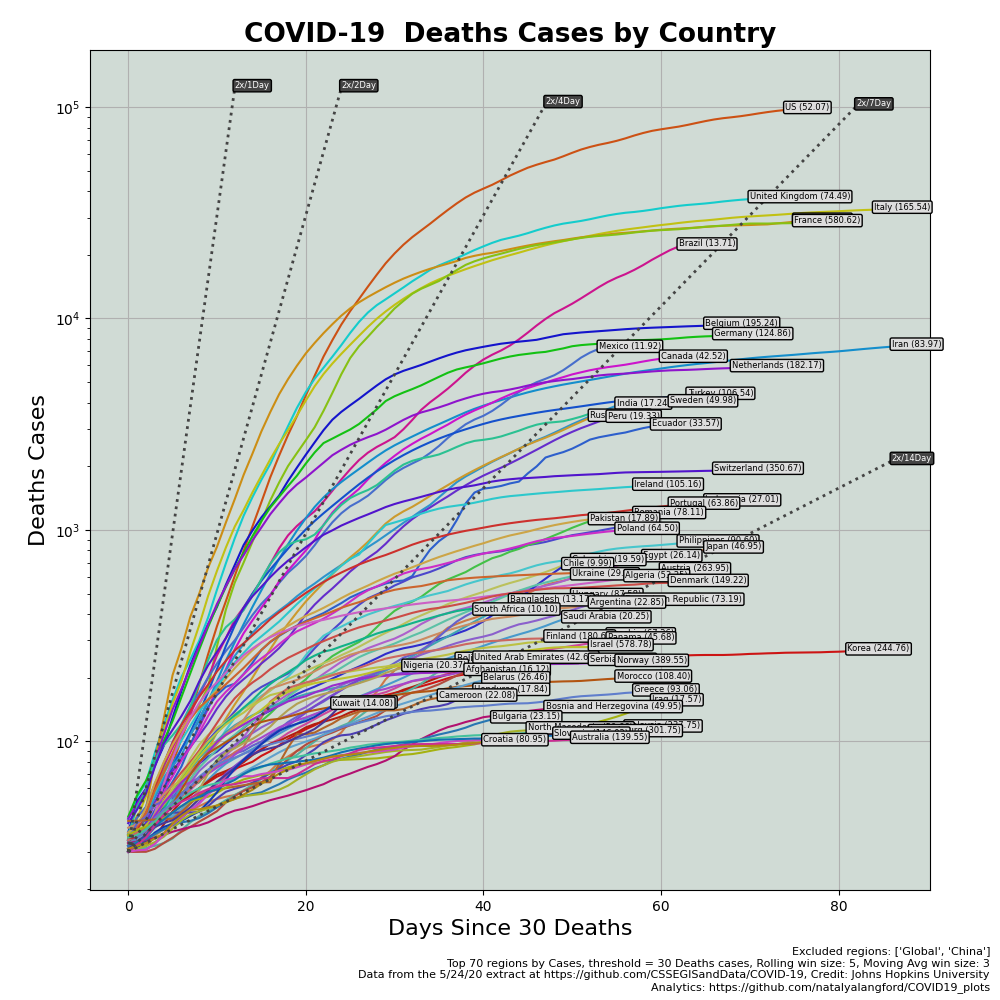 COVID-19  Deaths Cases by Country
Deaths Cases
10^5
10^4
10^3
10^2
2x/1Day
2x/2Day
2x/4Day
2x/7Day
US (52.07)
United Kingdom (74.49)
Italy (165.54)
France (580.62)
Brazil (13.71)
Belgium (195.24)
Germany (124.86)
Iran (83.97)
Mexico (11.92)
Canada (42.52)
Netherlands (182.17)
Turkey (106.54)
Sweden (49.98)
India (17.24
Rus
Peru (19.33)
Ecuador (33.57)
2x/14Day
Switzerland (350.67)
Ireland (105.16)
(27.01)
Portugal (63.86)
Romania (78.11)
Pakistan (17.89)
Poland (64.50)
Philippines
Japan (46.95)
(19.59)
Egypt (26.14)
Chile (9.99)
Austria (263.95)
Ukraine (29.
Algeria
Denmark (149.22)
Bangladesh (13.17
Argentina (22.85)
Republic (73.19)
South Africa (10.10)
Saudi Arabia (20.25)
Finland (180.6
Panama (45.68)
Israel (578.78)
Korea (244.76)
United Arab Emirates (42.6
Serbia
Norway (389.55)
Nigeria (20.37)
Afghanistan (16.12)
Belarus (26.46)
Morocco (108.40)
(17.84)
Greece (93.06)
Cameroon (22.08)
(17.57)
Kuwait (14.08)
Bosnia and Herzegovina (49.95)
Bulgaria (23.15)
North
(301.75)
Slov
Croatia (80.95)
Australia (139.55)
0 20 40 60 80
Days Since 30 Deaths
Excluded regions: ['Global', 'China']
Top 70 regions by Cases, threshold = 30 Deaths cases, Rolling win size: 5, Moving Avg win size: 3
Data from the 5/24/20 extract at https://github.com/CSSEGISandData/COVID-19, Credit: Johns Hopkins University
Analytics: https://github.com/natalyalangford/COVID19_plots